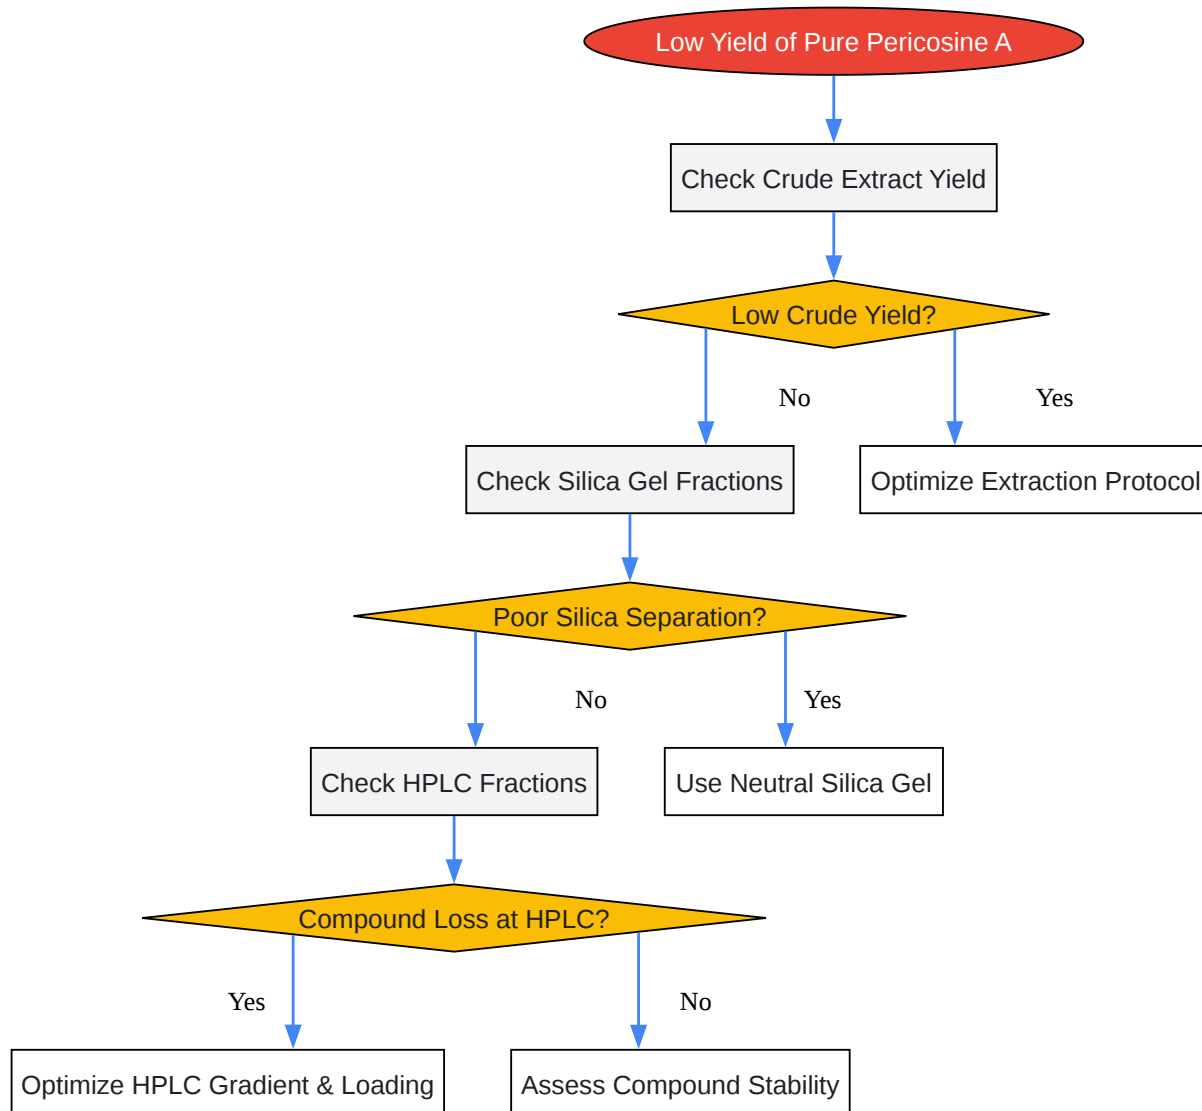 Low Yield of Pure Pericosine A
Check Crude Extract Yield
Low Crude Yield?
No
Yes
Check Silica Gel Fractions
Optimize Extraction Protocol
Poor Silica Separation?
No
Yes
Check HPLC Fractions
Use Neutral Silica Gel
Compound Loss at HPLC?
Yes
No
Optimize HPLC Gradient & Loading
Assess Compound Stability